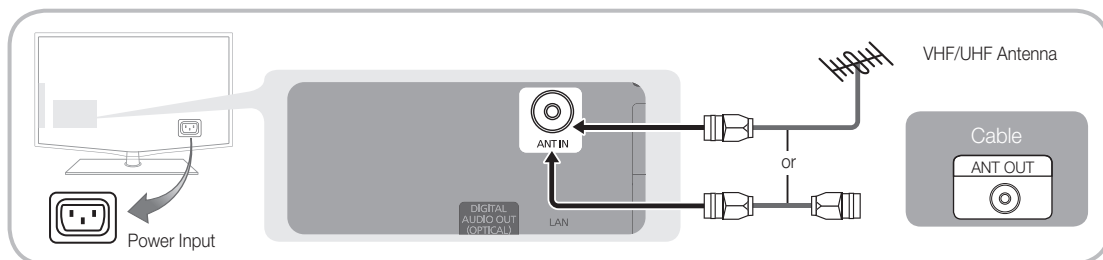 VHF/UHF Antenna
ANT IN
or
Cable
ANT OUT
DIGITAL
AUDIO OUT
(OPTICAL)
LAN
Power Input